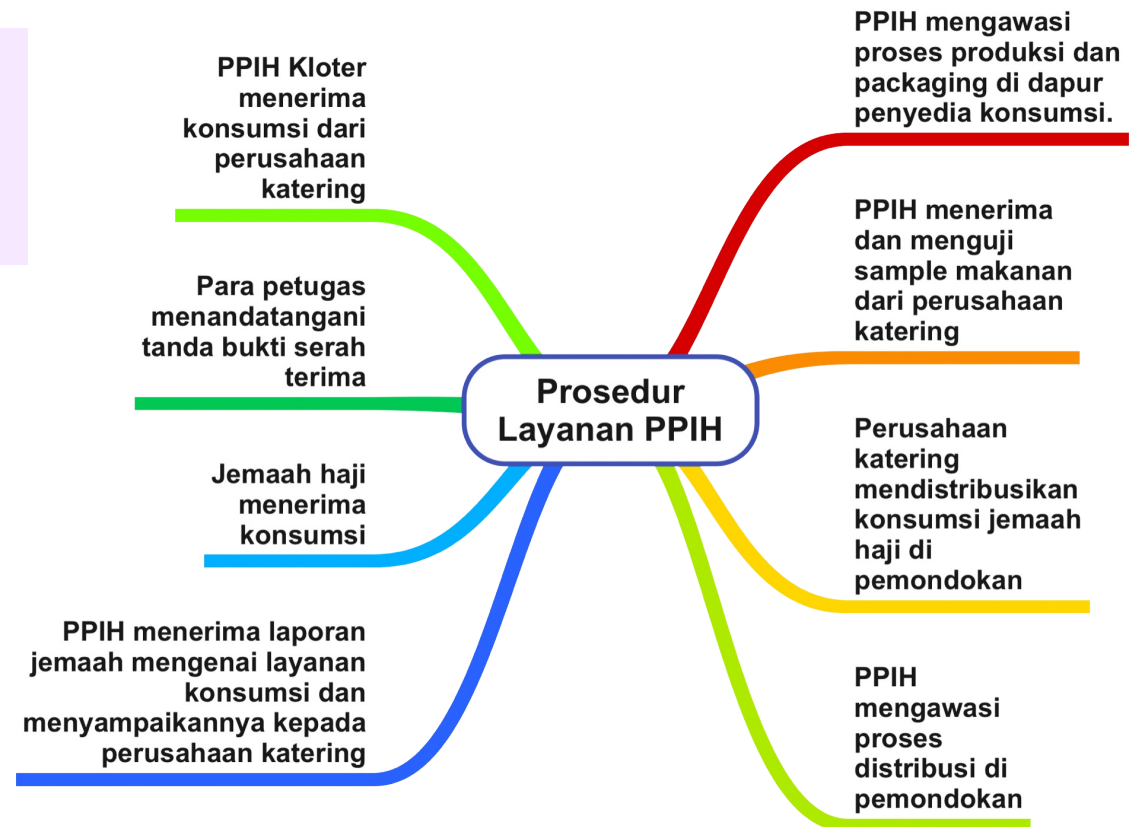 Prosedur
Layanan PPIH
PPIH mengawasi
proses produksi dan
packaging di dapur
penyedia konsumsi.
PPIH menerima
dan menguji
sample makanan
dari perusahaan
katering
Perusahaan
katering
mendistribusikan
konsumsi jemaah
haji di
pemondokan
PPIH
mengawasi
proses
distribusi di
pemondokan
PPIH Kloter
menerima
konsumsi dari
perusahaan
katering
Para petugas
menandatangani
tanda bukti serah
terima
Jemaah haji
menerima
konsumsi
PPIH menerima laporan
jemaah mengenai layanan
konsumsi dan
menyampaikannya kepada
perusahaan katering